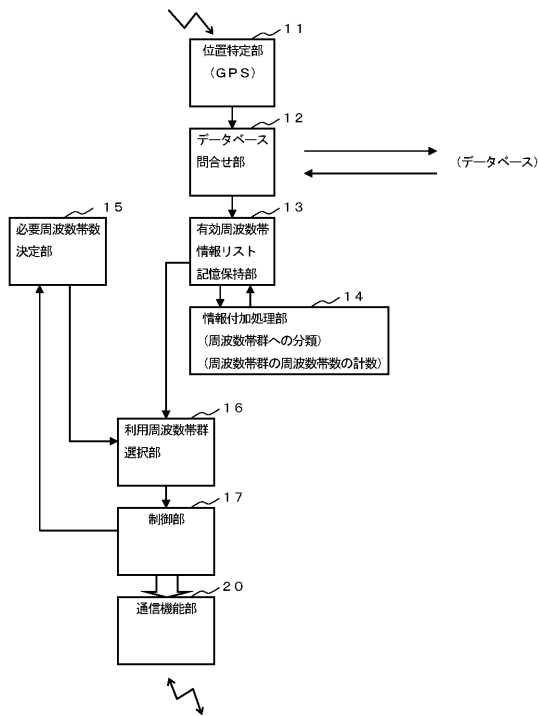 11
位置特定部
（GPS）
12
データベース
問合せ部
（データベース）
13
有効周波数帯
情報リスト
記憶保持部
15
必要周波数帯数
決定部
14
情報付加処理部
（周波数帯群への分類）
（周波数帯群の周波数帯数の計数）
16
利用周波数帯群
選択部
17
制御部
20
通信機能部